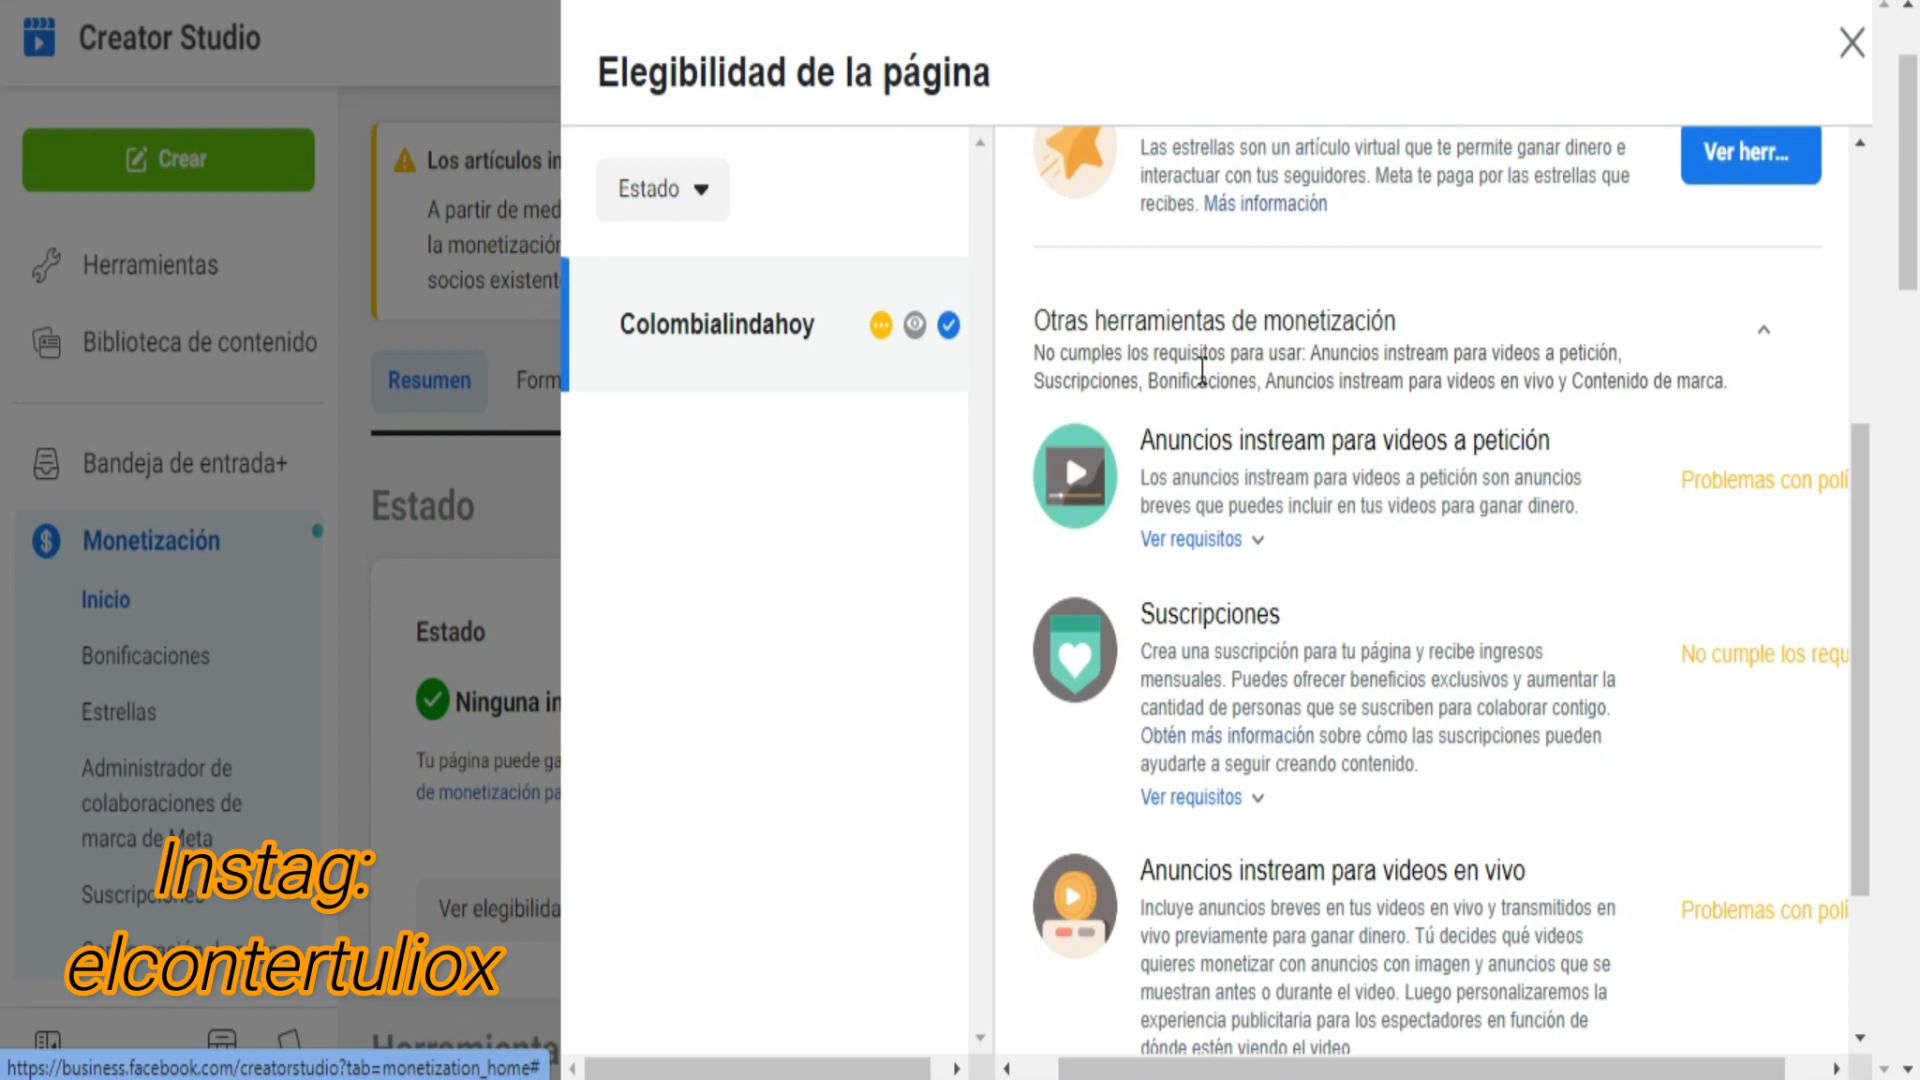 Creator Studio
Crear
Herramientas
Biblioteca de contenido
Bandeja de entrada+
Monetización
Inicio
Bonificaciones
Estrellas
Administrador de
colaboraciones de
marca de Meta
Instag:
elcontertuliox
https://business.facebook.com/creatorstudio?tab=monetization_home#
Los artículos in
A partir de med
la monetización
socios existent
Resumen
Form
Estado
Estado
Ninguna in
Tu página puede ga
de monetización pa
Ver elegibilida
Herramienta
Elegibilidad de la página
Estado
Colombialindahoy
Las estrellas son un artículo virtual que te permite ganar dinero e
interactuar con tus seguidores. Meta te paga por las estrellas que
recibes. Más información
Ver herr...
Otras herramientas de monetización
No cumples los requisitos para usar: Anuncios instream para videos a petición,
Suscripciones, Bonificaciones, Anuncios instream para videos en vivo y Contenido de marca.
Anuncios instream para videos a petición
Los anuncios instream para videos a petición son anuncios
breves que puedes incluir en tus videos para ganar dinero.
Ver requisitos
Problemas con polí
Suscripciones
Crea una suscripción para tu página y recibe ingresos
mensuales. Puedes ofrecer beneficios exclusivos y aumentar la
cantidad de personas que se suscriben para colaborar contigo.
Obtén más información sobre cómo las suscripciones pueden
ayudarte a seguir creando contenido.
Ver requisitos
No cumple los requ
Anuncios instream para videos en vivo
Incluye anuncios breves en tus videos en vivo y transmitidos en
vivo previamente para ganar dinero. Tú decides qué videos
quieres monetizar con anuncios con imagen y anuncios que se
muestran antes o durante el video. Luego personalizaremos la
experiencia publicitaria para los espectadores en función de
dónde estén viendo el video
Problemas con polí